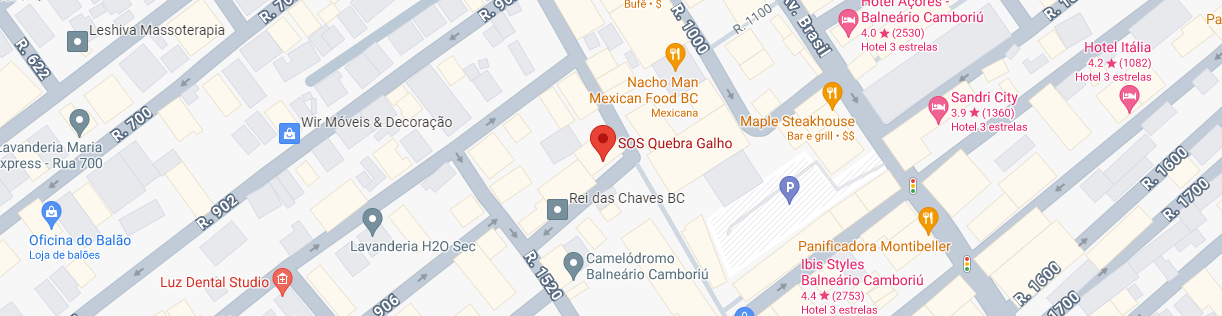 Bufê • $
Hotel Açores -
Balneário Camboriú
4.0 ★ (2530)
Hotel 3 estrelas
R. 622
Leshiva Massoterapia
R. 1000
R. 1100
Av. Brasil
Hotel Itália
4.2 ★ (1082)
Hotel 3 estrelas
Nacho Man
Mexican Food BC
Mexicana
Sandri City
3.9 ★ (1360)
Hotel 3 estrelas
Maple Steakhouse
Bar e grill • $$
R. 700
Wir Móveis & Decoração
Lavanderia Maria
Express - Rua 700
SOS Quebra Galho
R. 1600
R. 1700
P
Rei das Chaves BC
R. 902
Oficina do Balão
Loja de balões
Lavanderia H2O Sec
Panificadora Montibeller
Camelódromo
Balneário Camboriú
Ibis Styles
Balneário Camboriú
4.4 ★ (2753)
Hotel 3 estrelas
Luz Dental Studio
R. 1520
906
R. 1600
1700